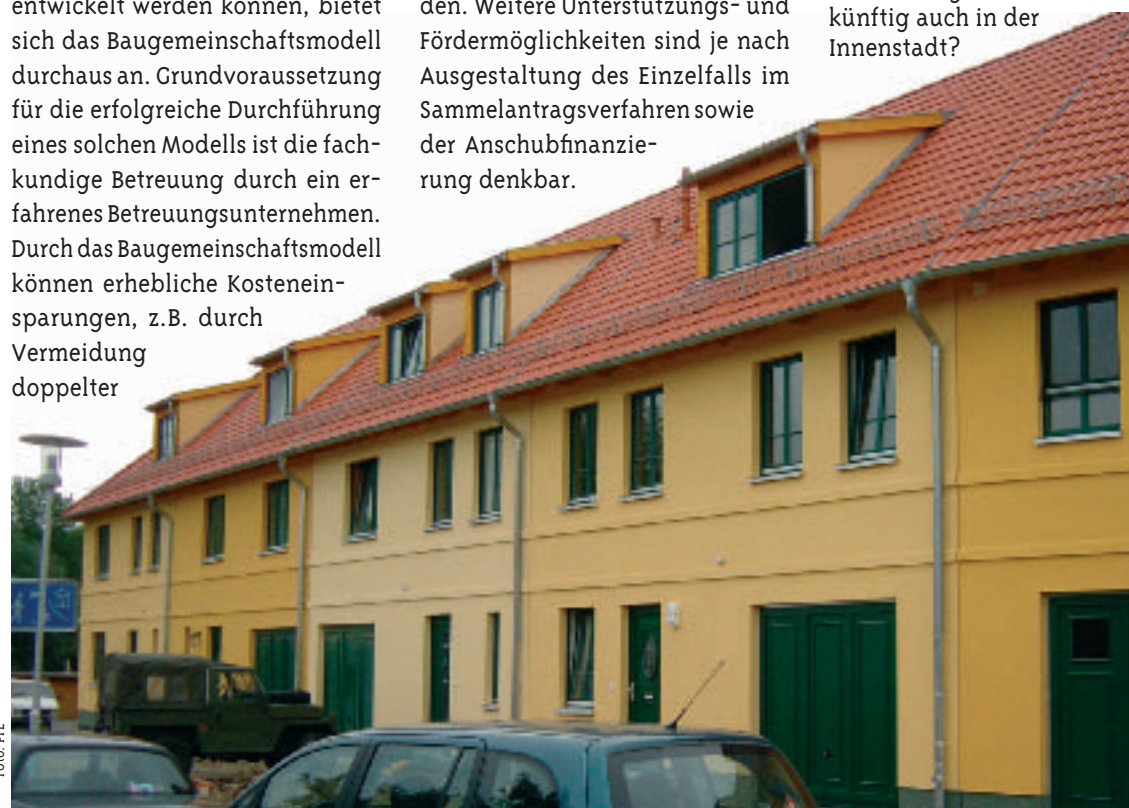 entwickelt werden können, bietet
sich das Baugemeinschaftsmodell
durchaus an. Grundvoraussetzung
für die erfolgreiche Durchführung
eines solchen Modells ist die fach-
kundige Betreuung durch ein er-
fahrenes Betreuungsunternehmen.
Durch das Baugemeinschaftsmodell
können erhebliche Kostenein-
sparungen, z.B. durch
Vermeidung
doppelter
den. Weitere Unterstützungs- und
Fördermöglichkeiten sind je nach
Ausgestaltung des Einzelfalls im
Sammelantragsverfahren sowie
der Anschubfinanzie-
rung denkbar.
künftig auch in der
Innenstadt?